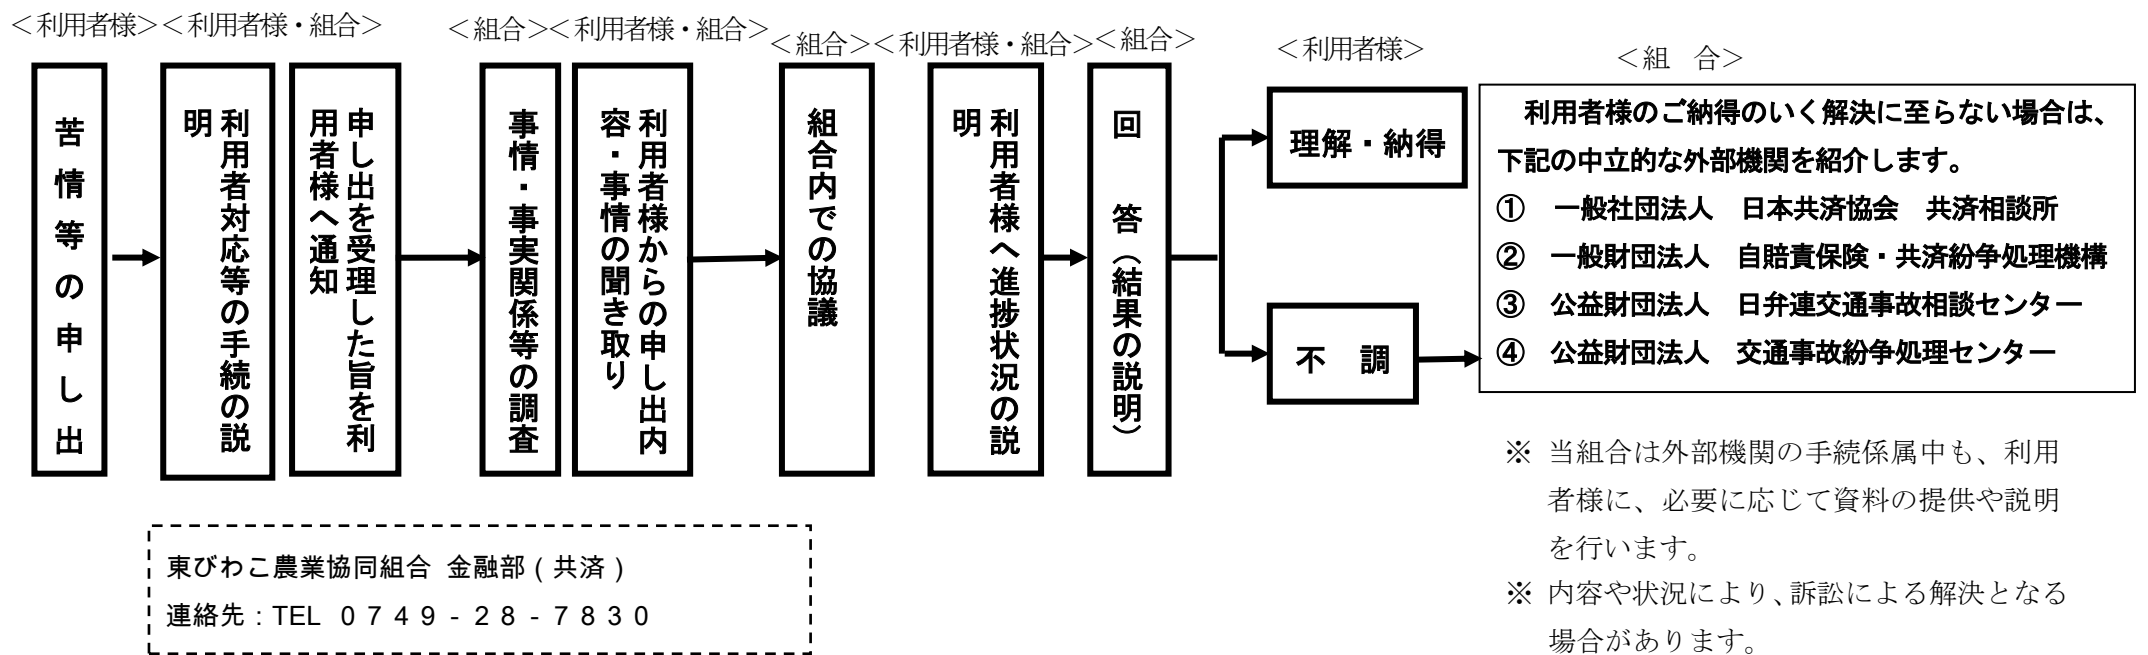 ＜利用者様＞
＜利用者様・組合＞
＜組合＞
＜利用者様・組合＞
＜組合＞
＜利用者様・組合＞
＜組合＞
＜利用者様＞
＜組　合＞
苦情等の申し出
利用者対応等の手続の説
明
申し出を受理した旨を利
用者様へ通知
事情・事実関係等の調査
利用者様からの申し出内
容・事情の聞き取り
組合内での協議
利用者様へ進捗状況の説
明
回　答（結果の説明）
理解・納得
不　調
利用者様のご納得のいく解決に至らない場合は、
下記の中立的な外部機関を紹介します。
①　一般社団法人　日本共済協会　共済相談所
②　一般財団法人　自賠責保険・共済紛争処理機構
③　公益財団法人　日弁連交通事故相談センター
④　公益財団法人　交通事故紛争処理センター
※ 当組合は外部機関の手続係属中も、利用
者様に、必要に応じて資料の提供や説明
を行います。
※ 内容や状況により、訴訟による解決となる
場合があります。
東びわこ農業協同組合 金融部（共済）
連絡先：TEL ０７４９-２８-７８３０